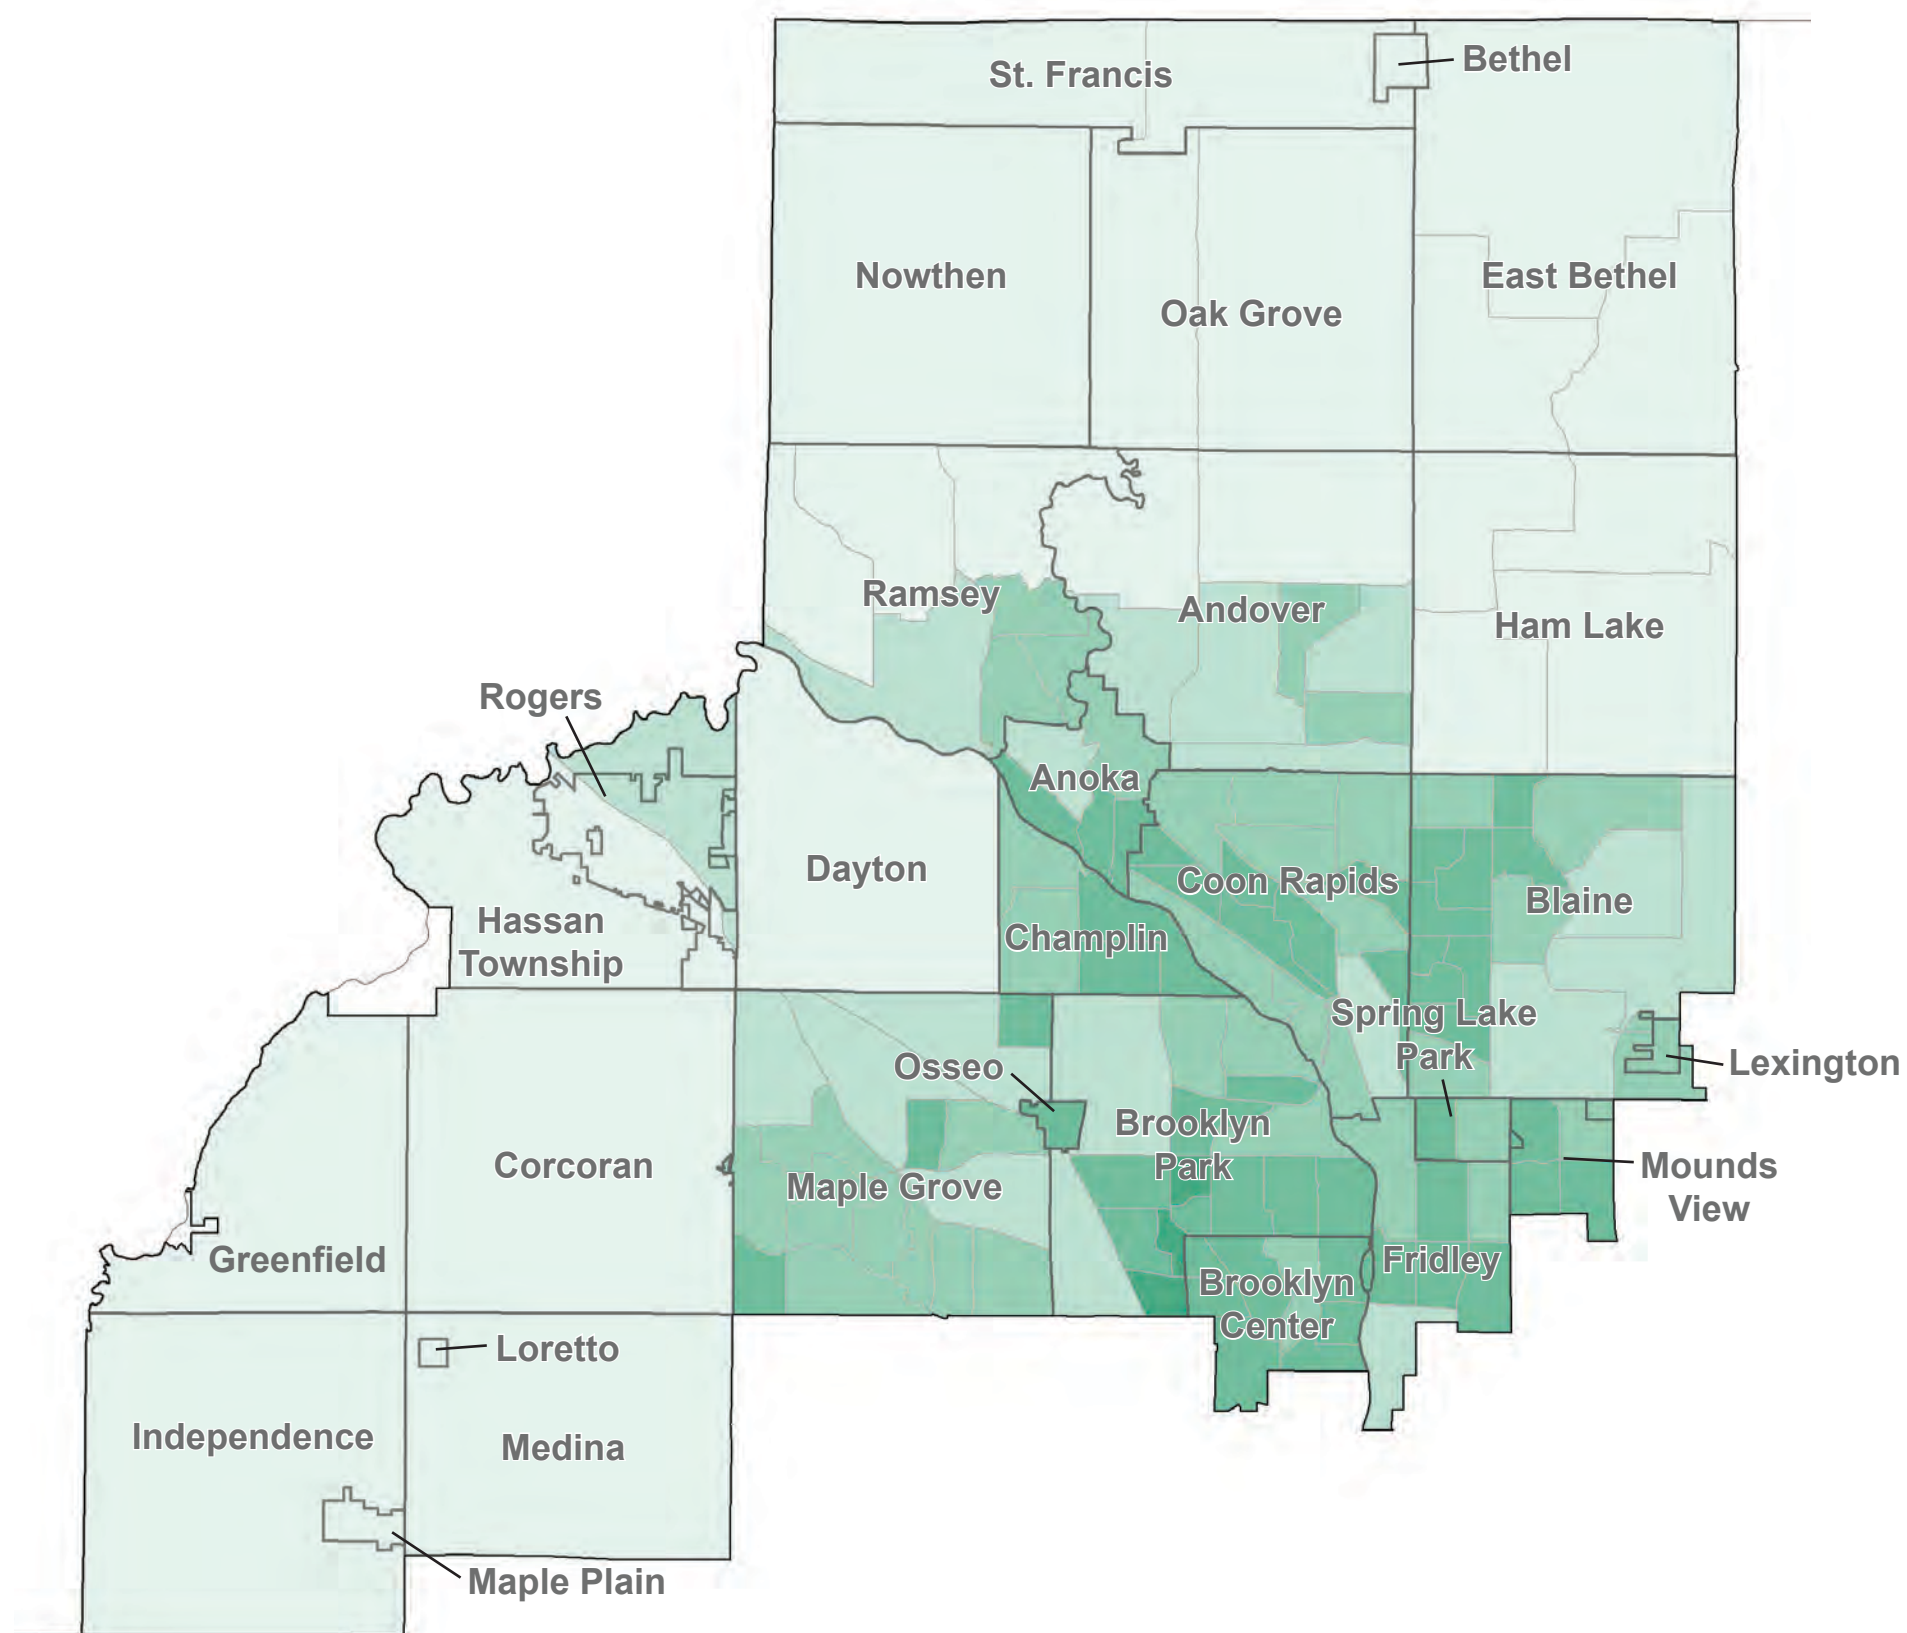 Bethel
St. Francis
Nowthen
East Bethel
Oak Grove
Ramsey
Andover
Ham Lake
Rogers
Anoka
Dayton
Coon Rapids
Blaine
Hassan
Township
Champlin
Spring Lake
Park
Osseo
Lexington
Brooklyn
Park
Corcoran
Maple Grove
Mounds
View
Greenfield
Fridley
Brooklyn
Center
Loretto
Independence
Medina
Maple Plain